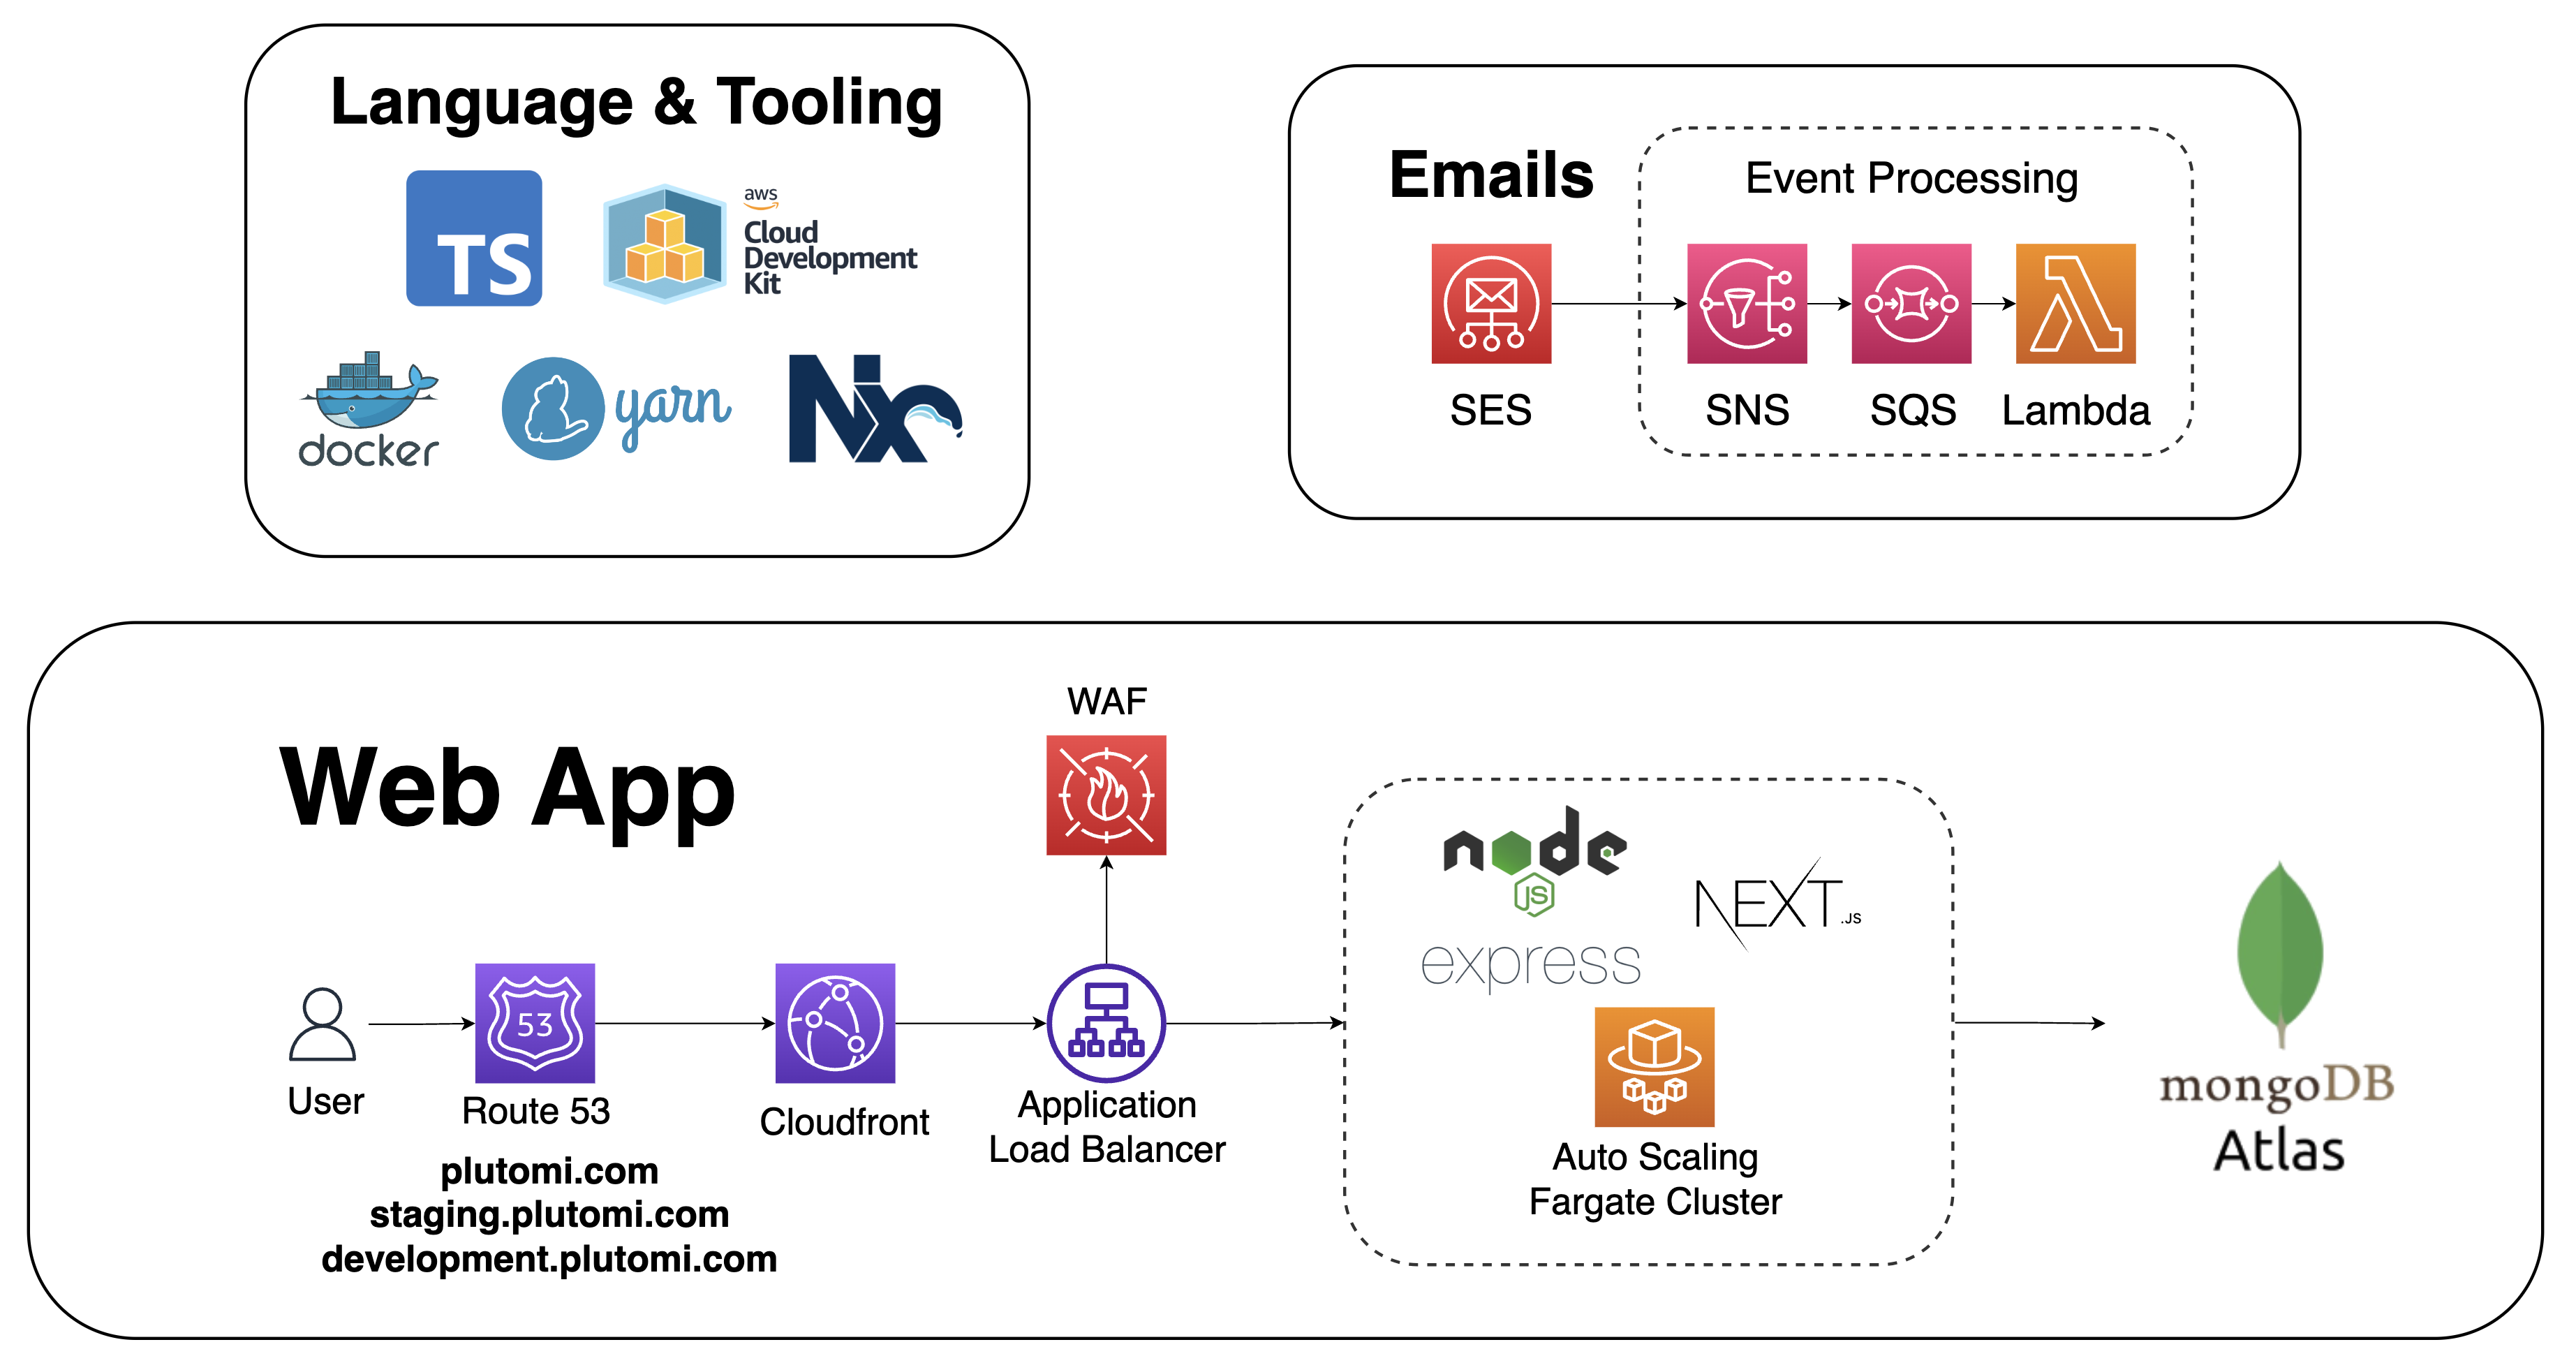 Language & Tooling
TS
aws
Cloud
Development
Kit
docker
yarn
Nx
Emails
Event Processing
SES
SNS
SQS
Lambda
Web App
WAF
node
JS
NEXT.JS
express
53
User
Route 53
Cloudfront
Application
Load Balancer
plutomi.com
staging.plutomi.com
development.plutomi.com
Auto Scaling
Fargate Cluster
mongoDB
Atlas